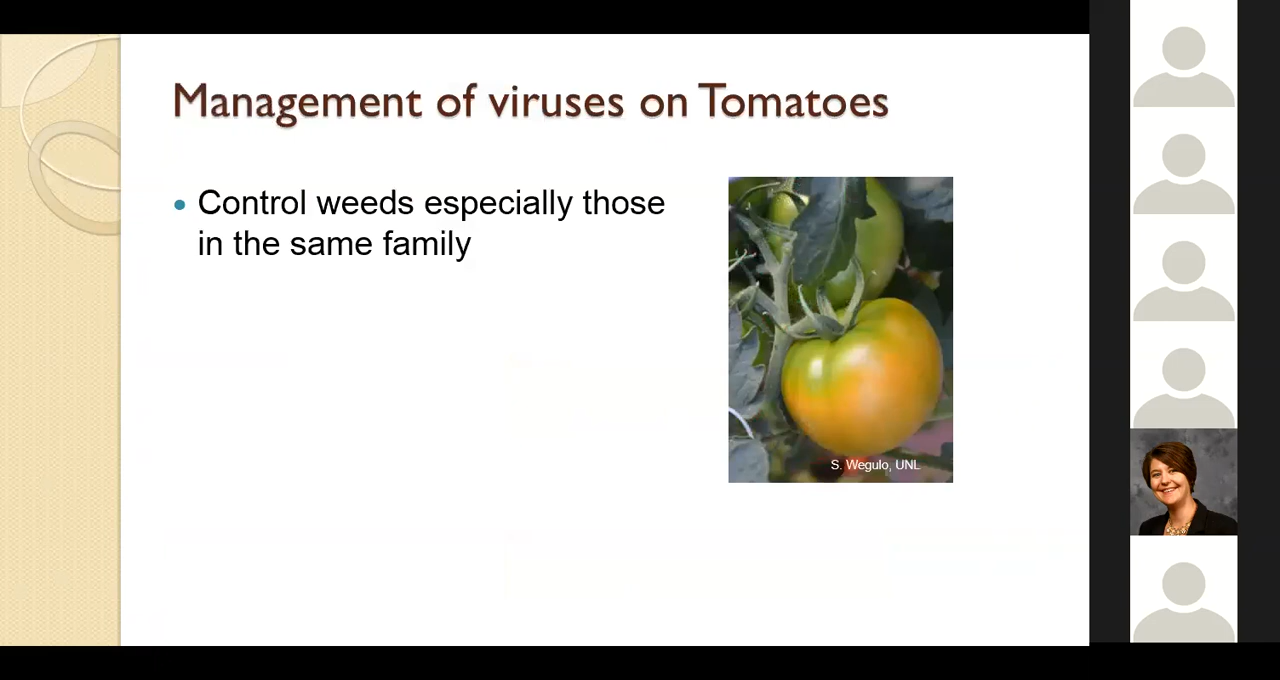 Management of viruses on Tomatoes
• Control weeds especially those
in the same family
S. Wegulo, UNL